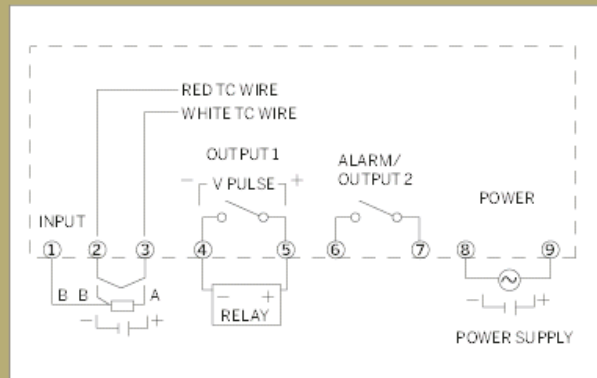 RED TC WIRE
WHITE TC WIRE
OUTPUT 1
− V PULSE +
ALARM/
OUTPUT 2
POWER
INPUT
1 2 3 4 5 6 7 8 9
B B A
− +
− +
RELAY
− +
POWER SUPPLY